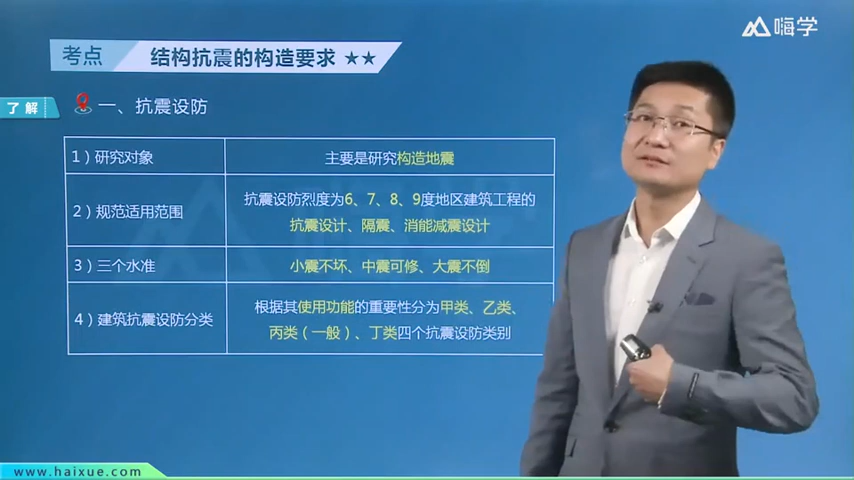 考点
结构抗震的构造要求 ★★
嗨学
了解
一、抗震设防
1）研究对象
主要是研究构造地震
2）规范适用范围
抗震设防烈度为6、7、8、9度地区建筑工程的
抗震设计、隔震、消能减震设计
3）三个水准
小震不坏、中震可修、大震不倒
4）建筑抗震设防分类
根据其使用功能的重要性分为甲类、乙类、
丙类（一般）、丁类四个抗震设防类别
www.haixue.com